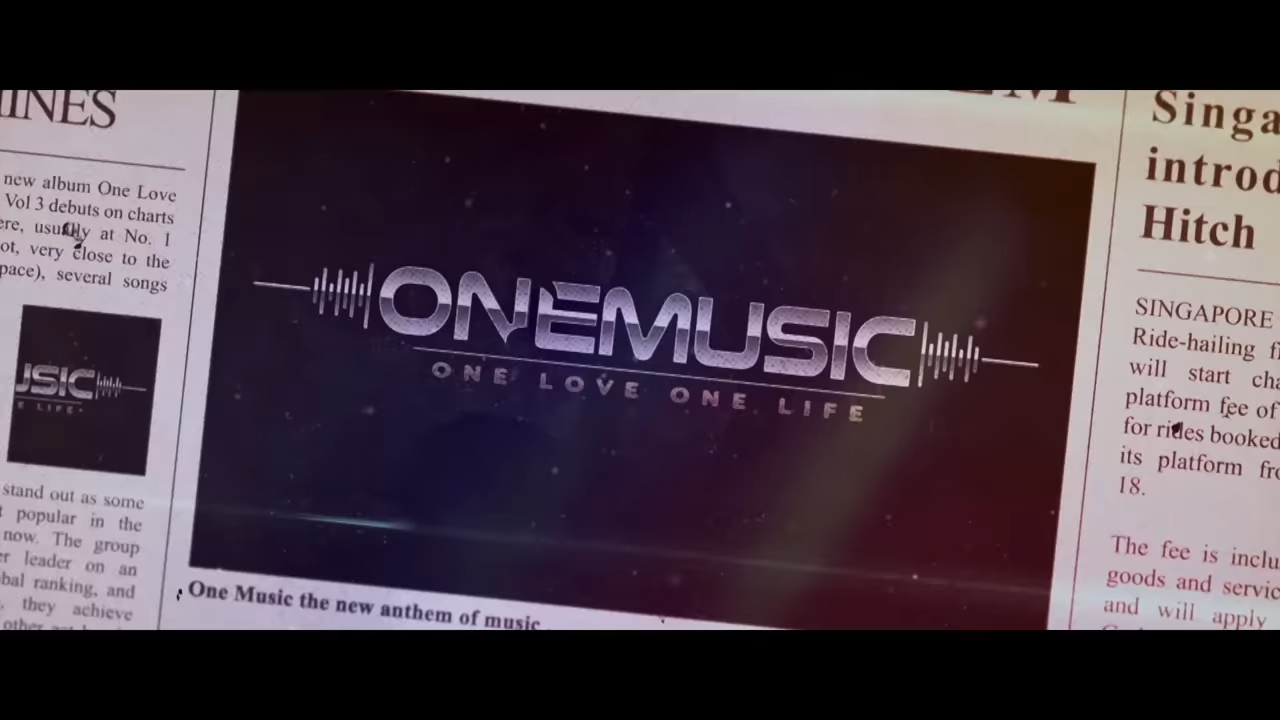 INES
new album One Love
Vol 3 debuts on charts
usually at No. 1
very close to the
several songs
USIC
E LIFE
stand out as some
popular in the
now. The group
leader on an
ranking, and
they achieve
other
ONEMUSIC
ONE LOVE ONE LIFE
One Music the new anthem of music
Singa
introd
Hitch
SINGAPORE
Ride-hailing fi
will start cha
platform fee of
for rides booked
its platform fro
18.
The fee is inclu
goods and servic
and will apply